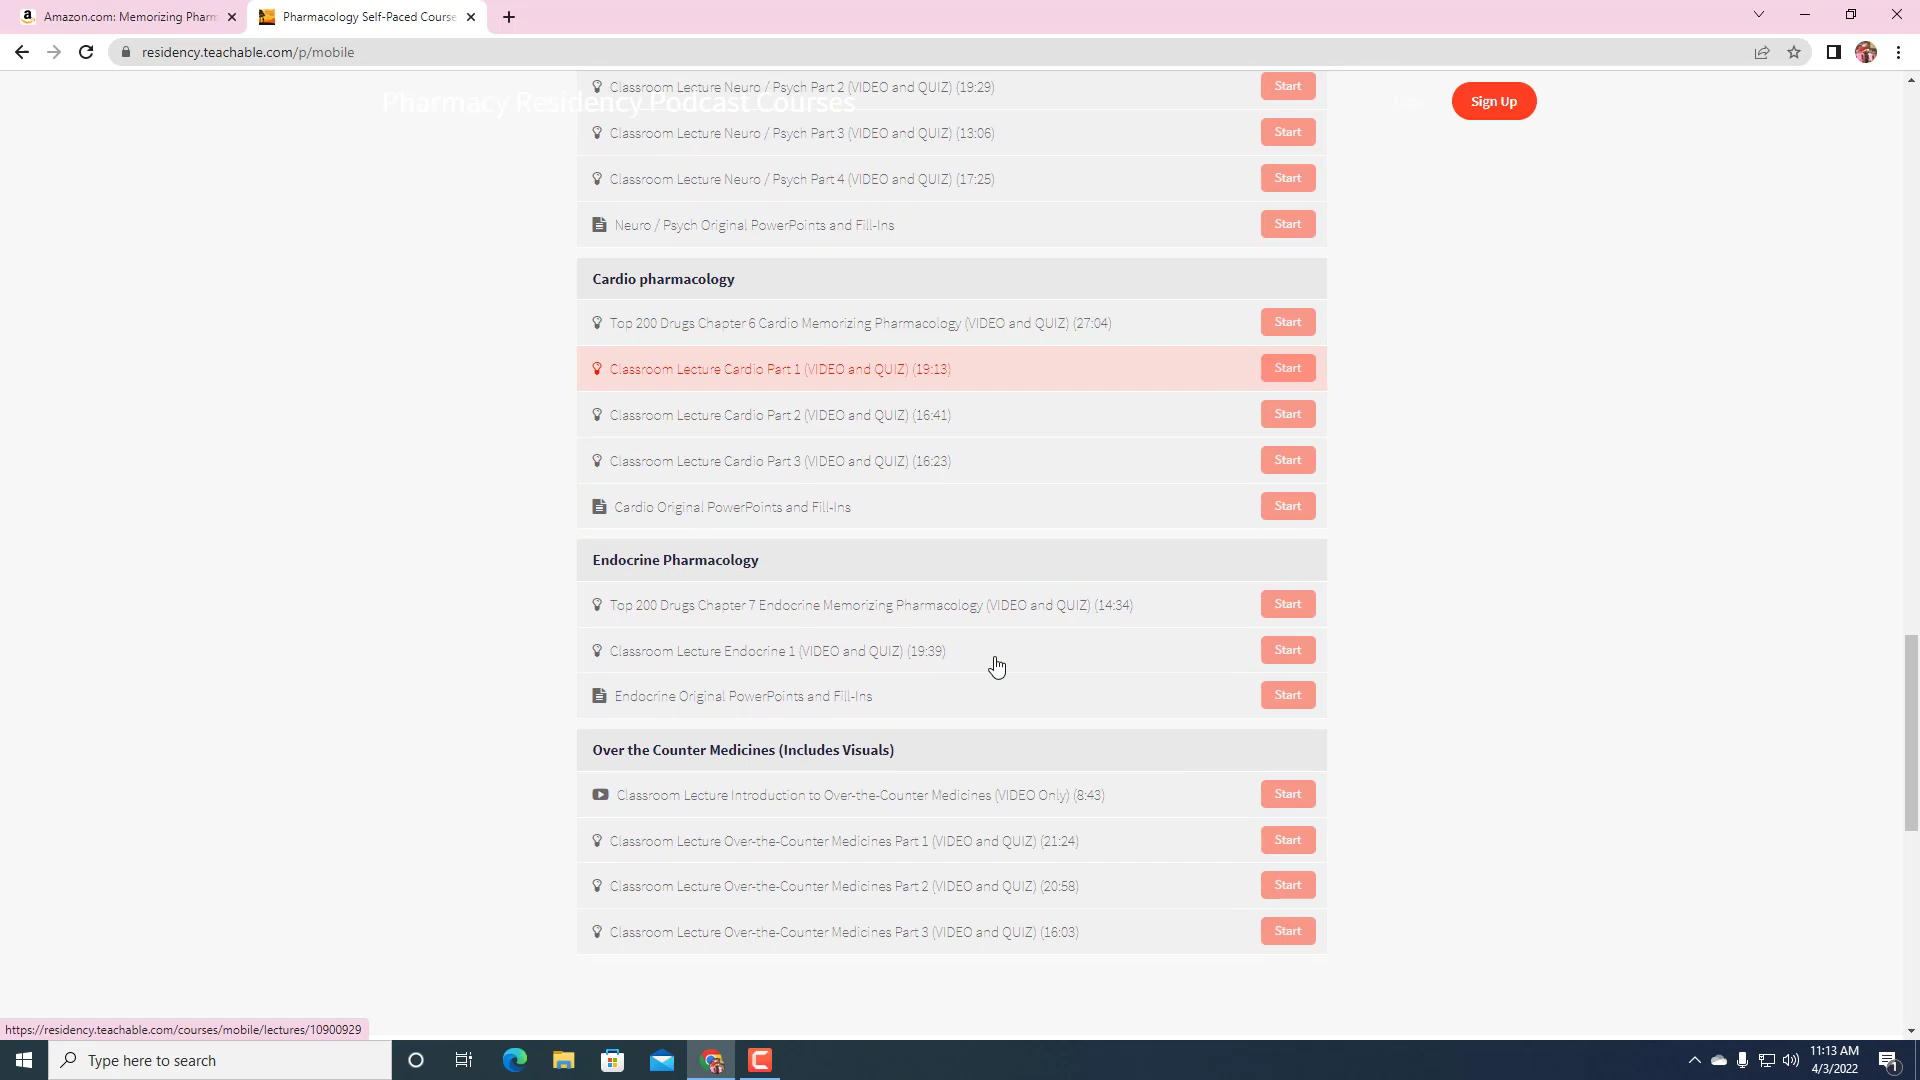 Amazon.com: Memorizing Pharm
Pharmacology Self-Paced Course
residency.teachable.com/p/mobile
Classroom Lecture Neuro / Psych Part 2 (VIDEO and QUIZ) (19:29) Start
Pharmacy Residency Podcast Courses
Sign Up
Classroom Lecture Neuro / Psych Part 3 (VIDEO and QUIZ) (13:06) Start
Classroom Lecture Neuro / Psych Part 4 (VIDEO and QUIZ) (17:25) Start
Neuro / Psych Original PowerPoints and Fill-Ins Start
Cardio pharmacology
Top 200 Drugs Chapter 6 Cardio Memorizing Pharmacology (VIDEO and QUIZ) (27:04) Start
Classroom Lecture Cardio Part 1 (VIDEO and QUIZ) (19:13) Start
Classroom Lecture Cardio Part 2 (VIDEO and QUIZ) (16:41) Start
Classroom Lecture Cardio Part 3 (VIDEO and QUIZ) (16:23) Start
Cardio Original PowerPoints and Fill-Ins Start
Endocrine Pharmacology
Top 200 Drugs Chapter 7 Endocrine Memorizing Pharmacology (VIDEO and QUIZ) (14:34) Start
Classroom Lecture Endocrine 1 (VIDEO and QUIZ) (19:39) Start
Endocrine Original PowerPoints and Fill-Ins Start
Over the Counter Medicines (Includes Visuals)
Classroom Lecture Introduction to Over-the-Counter Medicines (VIDEO Only) (8:43) Start
Classroom Lecture Over-the-Counter Medicines Part 1 (VIDEO and QUIZ) (21:24) Start
Classroom Lecture Over-the-Counter Medicines Part 2 (VIDEO and QUIZ) (20:58) Start
Classroom Lecture Over-the-Counter Medicines Part 3 (VIDEO and QUIZ) (16:03) Start
https://residency.teachable.com/courses/mobile/lectures/10900929
Type here to search
11:13 AM
4/3/2022
1